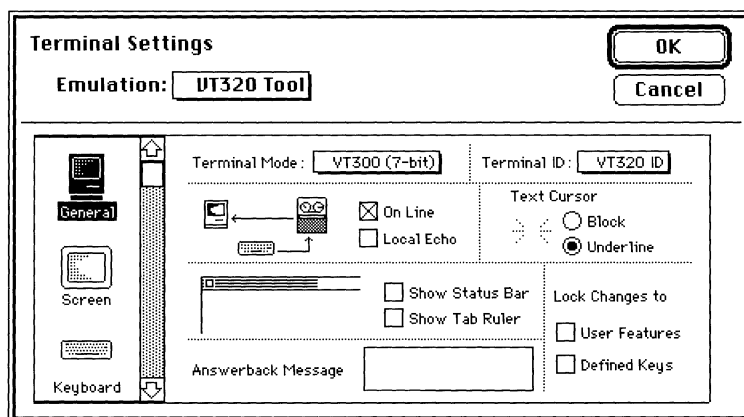 Terminal Settings
OK
Emulation: VT320 Tool
Cancel
General
Screen
Keyboard
Terminal Mode: VT300 (7-bit)
Terminal ID: VT320 ID
On Line
Local Echo
Text Cursor
Block
Underline
Show Status Bar
Show Tab Ruler
Lock Changes to
User Features
Defined Keys
Answerback Message